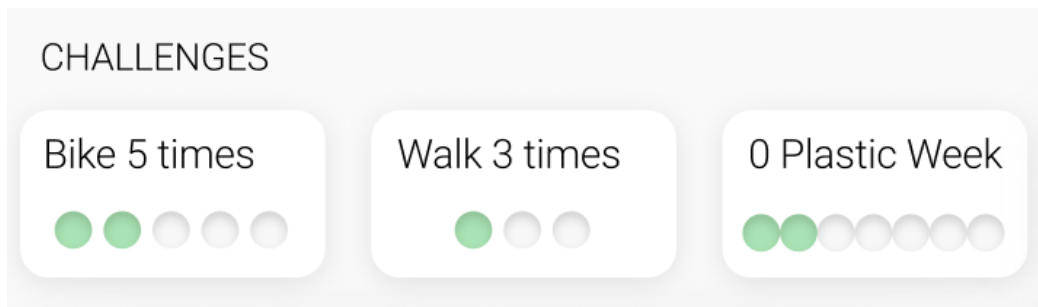 CHALLENGES
Bike 5 times
Walk 3 times
0 Plastic Week